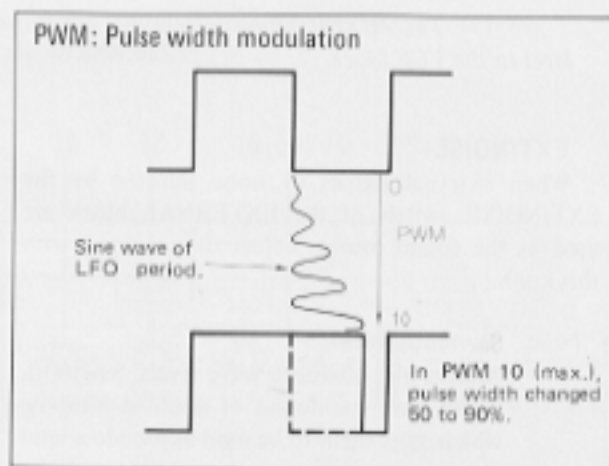 PWM: Pulse width modulation
0
PWM
Sine wave of
LFO period.
10
In PWM 10 (max.),
pulse width changed
50 to 90%.